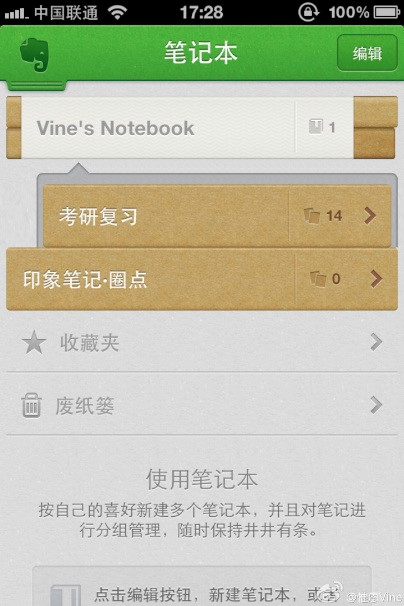 中国联通 17:28 100%
笔记本 编辑
Vine's Notebook 1
考研复习 14
印象笔记·圈点 0
收藏夹
废纸篓
使用笔记本
按自己的喜好新建多个笔记本，并且对笔记进
行分组管理，随时保持井井有条。
点击编辑按钮，新建笔记本，或